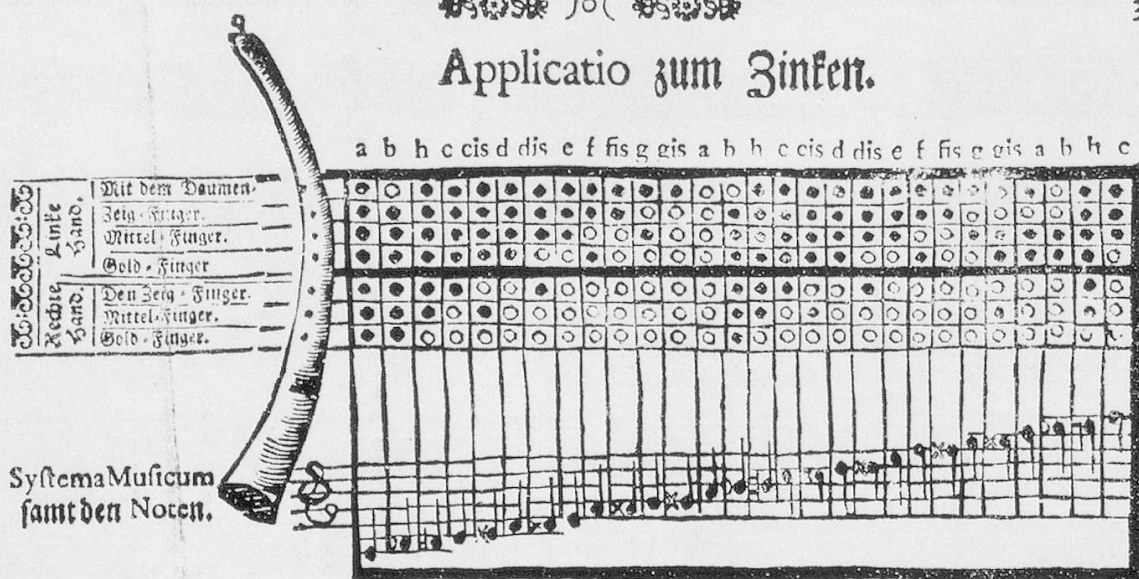 )o(
Applicatio zum Zinken.
a b h c cis d dis e f fis g gis a b h c cis d dis e f fis g gis a b h c
Linke Hand.
Mit dem Daumen.
Zeig-Finger.
Mittel-Finger.
Gold-Finger
Rechte Hand.
Den Zeig-Finger.
Mittel-Finger.
Gold-Finger.
Systema Musicum
samt den Noten.